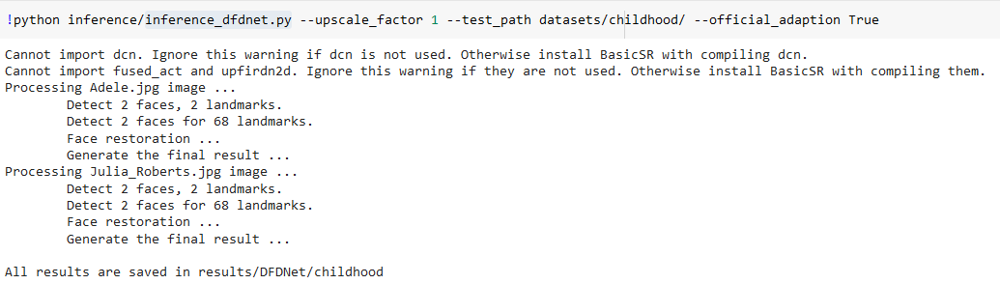 !python inference/inference_dfdnet.py --upscale_factor 1 --test_path datasets/childhood/ --official_adaption True
Cannot import dcn. Ignore this warning if dcn is not used. Otherwise install BasicSR with compiling dcn.
Cannot import fused_act and upfirdn2d. Ignore this warning if they are not used. Otherwise install BasicSR with compiling them.
Processing Adele.jpg image ...
Detect 2 faces, 2 landmarks.
Detect 2 faces for 68 landmarks.
Face restoration ...
Generate the final result ...
Processing Julia_Roberts.jpg image ...
Detect 2 faces, 2 landmarks.
Detect 2 faces for 68 landmarks.
Face restoration ...
Generate the final result ...
All results are saved in results/DFDNet/childhood